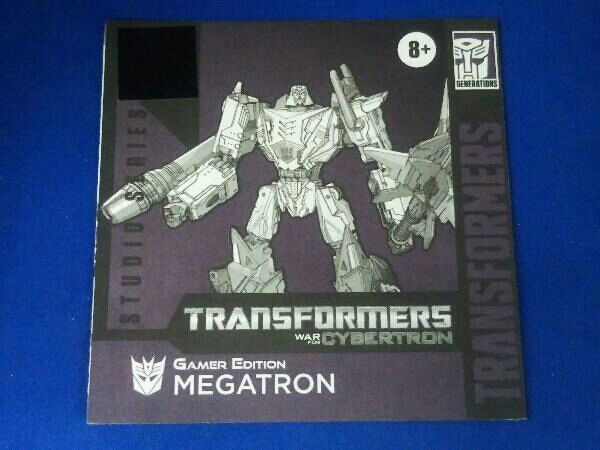 8+
GENERATIONS
STUDIO SERIES
TRANSFORMERS
TRANSFORMERS
WAR FOR CYBERTRON
GAMER EDITION
MEGATRON